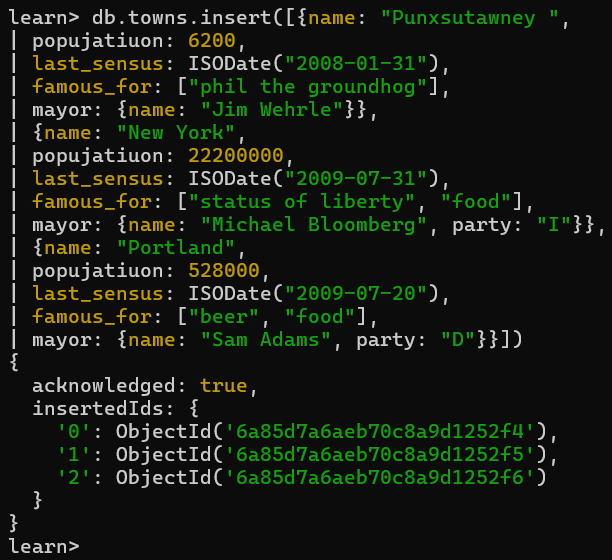 learn> db.towns.insert([{name: "Punxsutawney ",
| popujatiuon: 6200,
| last_sensus: ISODate("2008-01-31"),
| famous_for: ["phil the groundhog"],
| mayor: {name: "Jim Wehrle"}},
| {name: "New York",
| popujatiuon: 22200000,
| last_sensus: ISODate("2009-07-31"),
| famous_for: ["status of liberty", "food"],
| mayor: {name: "Michael Bloomberg", party: "I"}},
| {name: "Portland",
| popujatiuon: 528000,
| last_sensus: ISODate("2009-07-20"),
| famous_for: ["beer", "food"],
| mayor: {name: "Sam Adams", party: "D"}}])
{
  acknowledged: true,
  insertedIds: {
    '0': ObjectId('6a85d7a6aeb70c8a9d1252f4'),
    '1': ObjectId('6a85d7a6aeb70c8a9d1252f5'),
    '2': ObjectId('6a85d7a6aeb70c8a9d1252f6')
  }
}
learn>